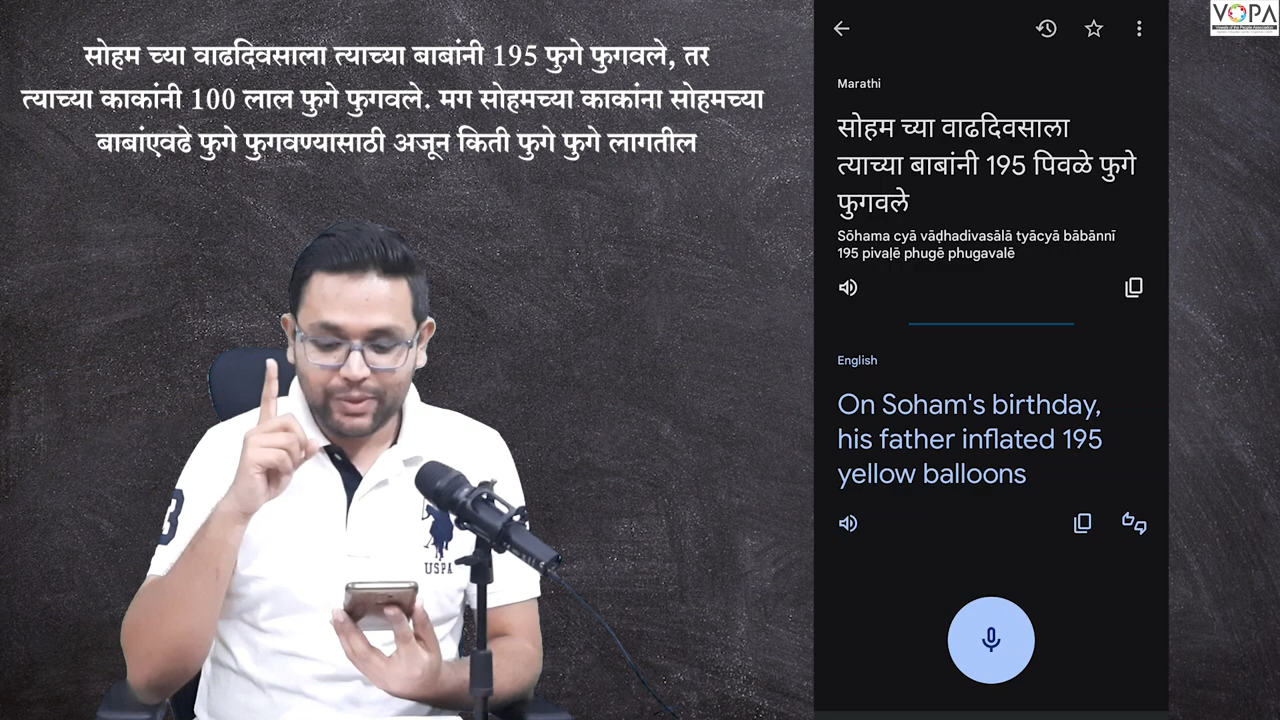 सोहम च्या वाढदिवसाला त्याच्या बाबांनी 195 फुगे फुगवले, तर
त्याच्या काकांनी 100 लाल फुगे फुगवले. मग सोहमच्या काकांना सोहमच्या
बाबांएवढे फुगे फुगवण्यासाठी अजून किती फुगे फुगे लागतील
VOPA
Marathi
सोहम च्या वाढदिवसाला
त्याच्या बाबांनी 195 पिवळे फुगे
फुगवले
Sōhama cyā vāḍhadivasālā tyācyā bābānnī
195 pivaḷē phugē phugavalē
English
On Soham's birthday,
his father inflated 195
yellow balloons
3
USPA